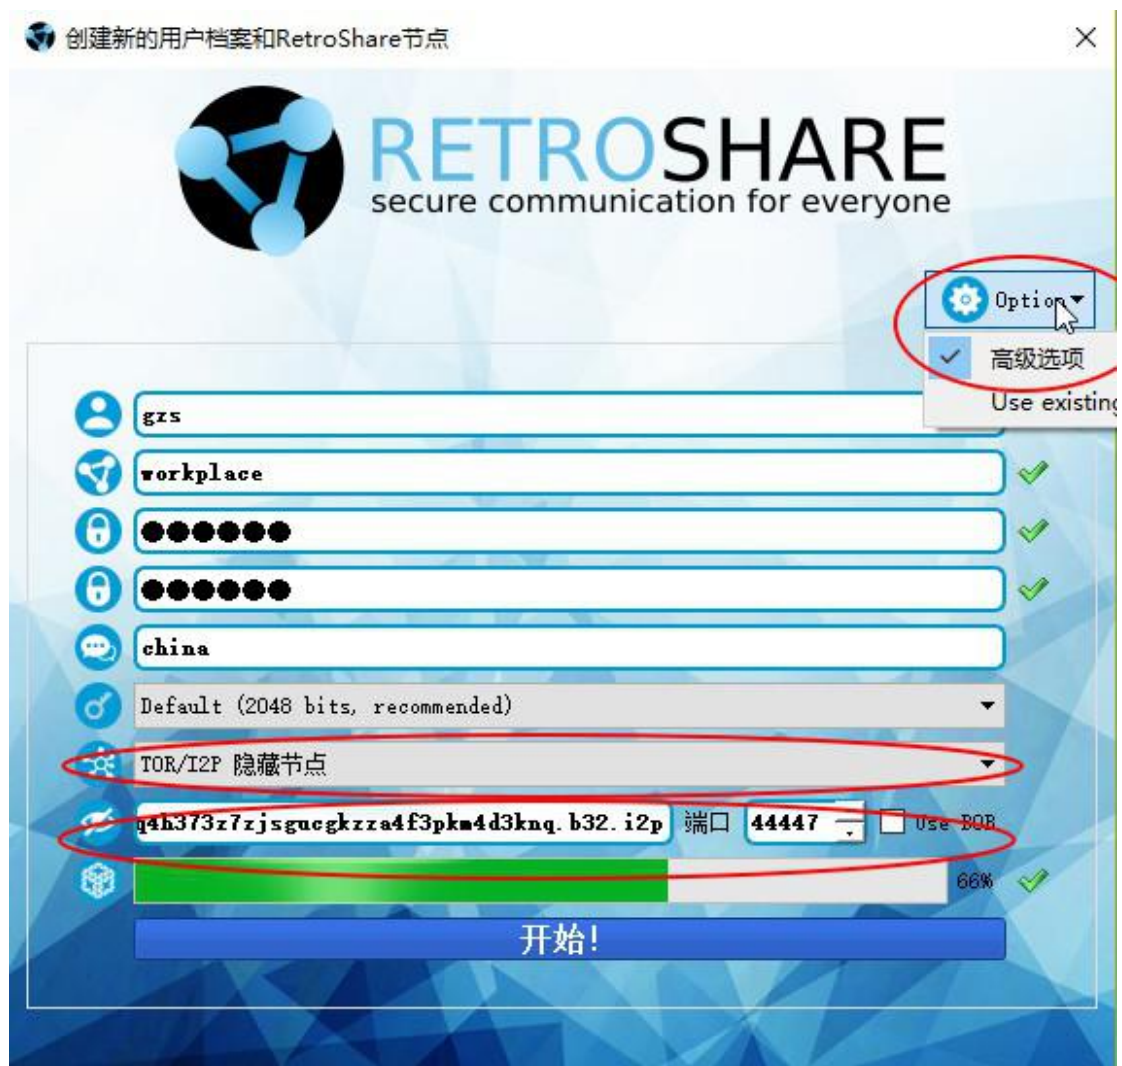 创建新的用户档案和RetroShare节点
RETROSHARE
secure communication for everyone
Option
高级选项
Use existing
gzs
workplace
china
Default (2048 bits, recommended)
TOR/I2P 隐藏节点
q4h373z7zjsgucgkzza4f3pkm4d3knq.b32.i2p 端口 44447 Use BOB
66%
开始!